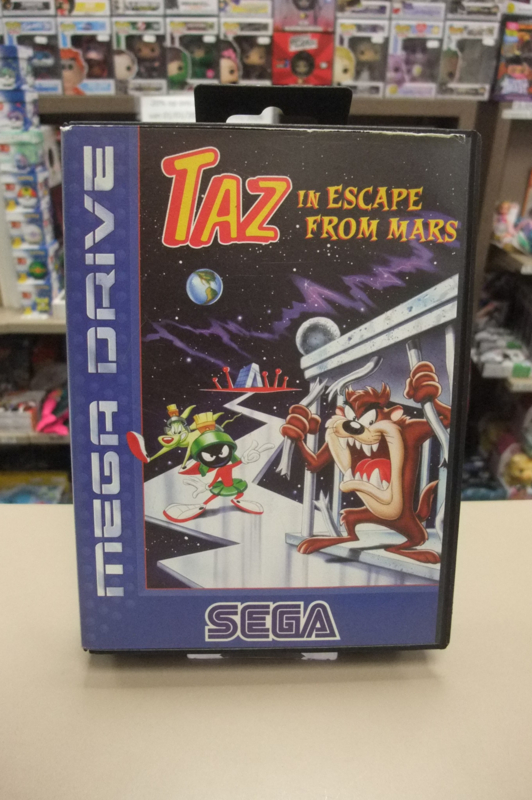 TAZ
IN ESCAPE
FROM MARS
MEGA DRIVE
SEGA